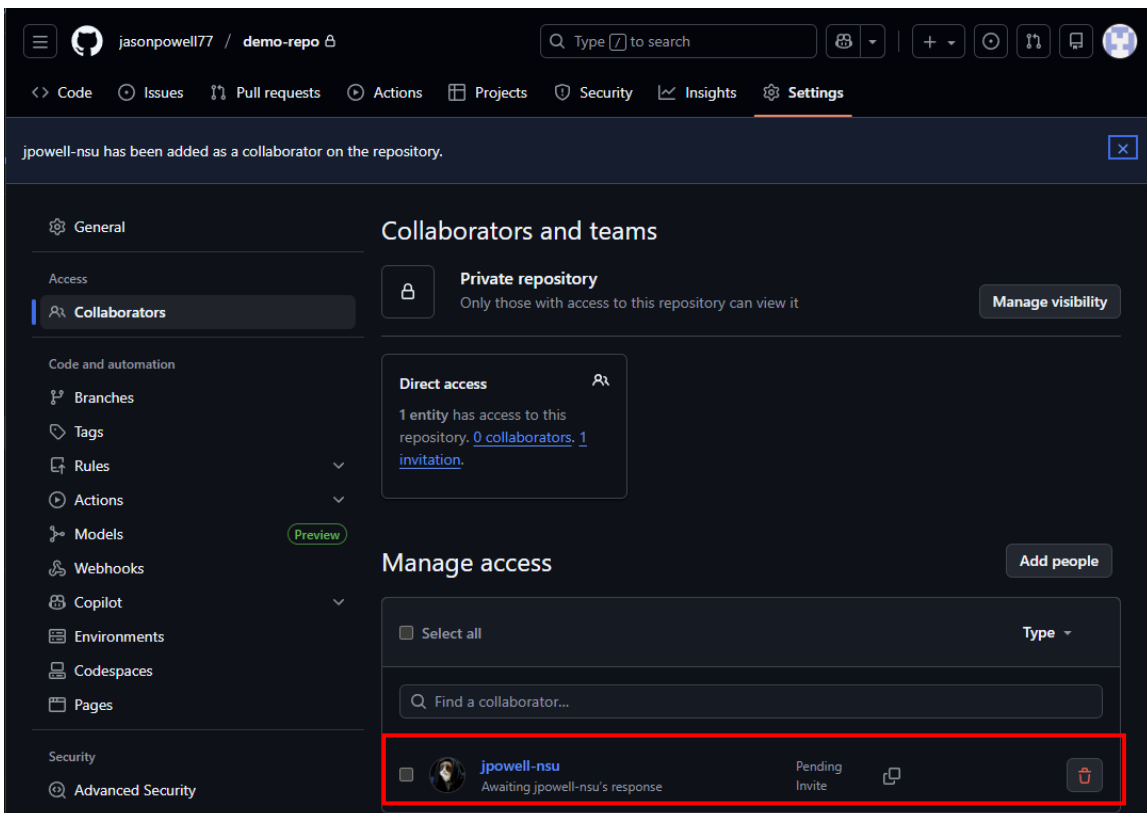 jasonpowell77 / demo-repo
Type / to search
Code
Issues
Pull requests
Actions
Projects
Security
Insights
Settings
jpowell-nsu has been added as a collaborator on the repository.
General
Access
Collaborators
Code and automation
Branches
Tags
Rules
Actions
Models
Preview
Webhooks
Copilot
Environments
Codespaces
Pages
Security
Advanced Security
Collaborators and teams
Private repository
Only those with access to this repository can view it
Manage visibility
Direct access
1 entity has access to this
repository. 0 collaborators. 1
invitation.
Manage access
Add people
Select all
Type
Find a collaborator...
jpowell-nsu
Awaiting jpowell-nsu's response
Pending
Invite